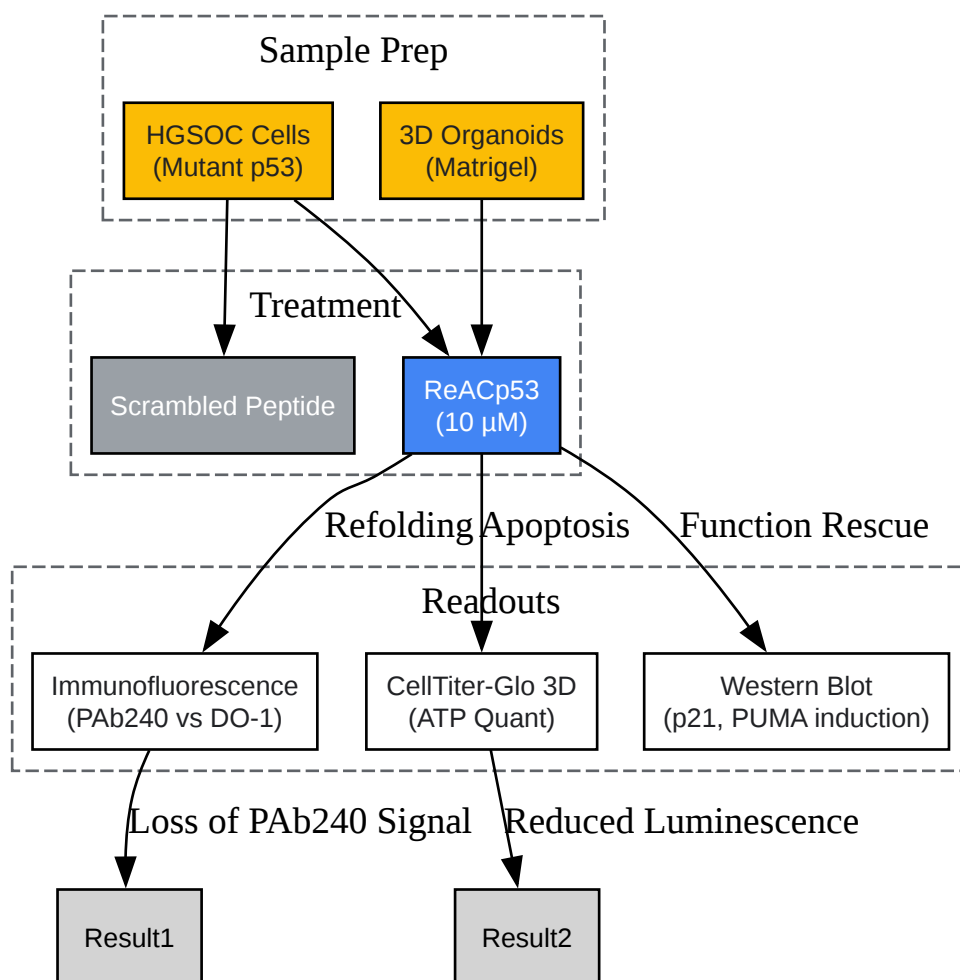 Sample Prep
HGSOC Cells
(Mutant p53)
3D Organoids
(Matrigel)
Treatment
Scrambled Peptide
ReACp53
(10 µM)
Refolding
Apoptosis
Function Rescue
Readouts
Immunofluorescence
(PAb240 vs DO-1)
CellTiter-Glo 3D
(ATP Quant)
Western Blot
(p21, PUMA induction)
Loss of PAb240 Signal
Reduced Luminescence
Result1
Result2